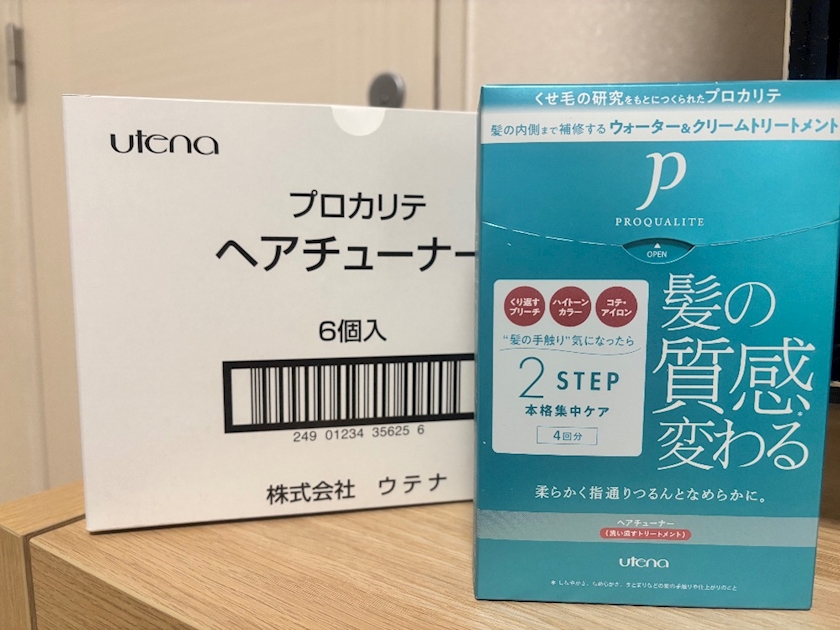 utena
プロカリテ
ヘアチューナー
6個入
249 01234 35625 6
株式会社 ウテナ
くせ毛の研究をもとにつくられたプロカリテ
髪の内側まで補修する ウォーター&クリームトリートメント
p
PROQUALITE
OPEN
くり返す
ブリーチ
ハイトーン
カラー
コテ・
アイロン
"髪の手触り"気になったら
2 STEP
本格集中ケア
4回分
髪の
質感*
変わる
柔らかく指通りつるんとなめらかに。
ヘアチューナー
(洗い流すトリートメント)
utena